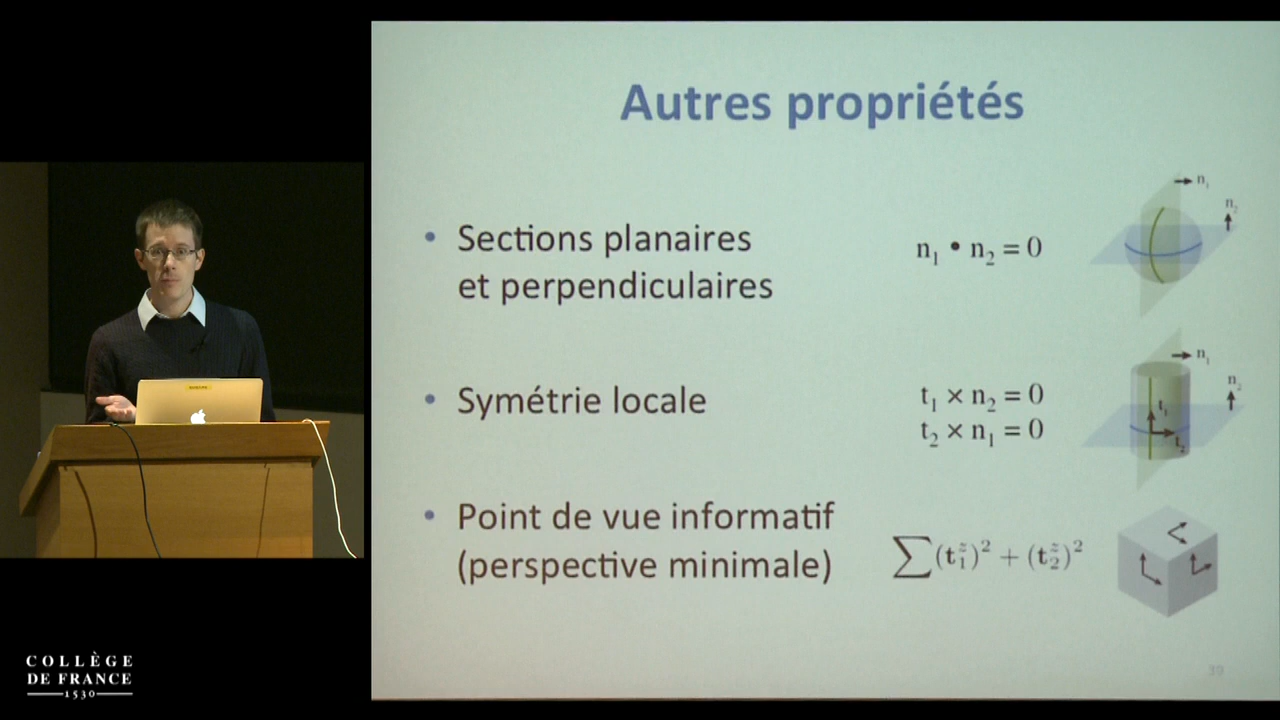 Autres propriétés
• Sections planaires
et perpendiculaires
n₁ • n₂ = 0
n₁
n₂
• Symétrie locale
t₁ × n₂ = 0
t₂ × n₁ = 0
n₁
n₂
t₁
t₂
• Point de vue informatif
(perspective minimale)
∑(t₁ᶻ)² + (t₂ᶻ)²
COLLÈGE
DE FRANCE
1530